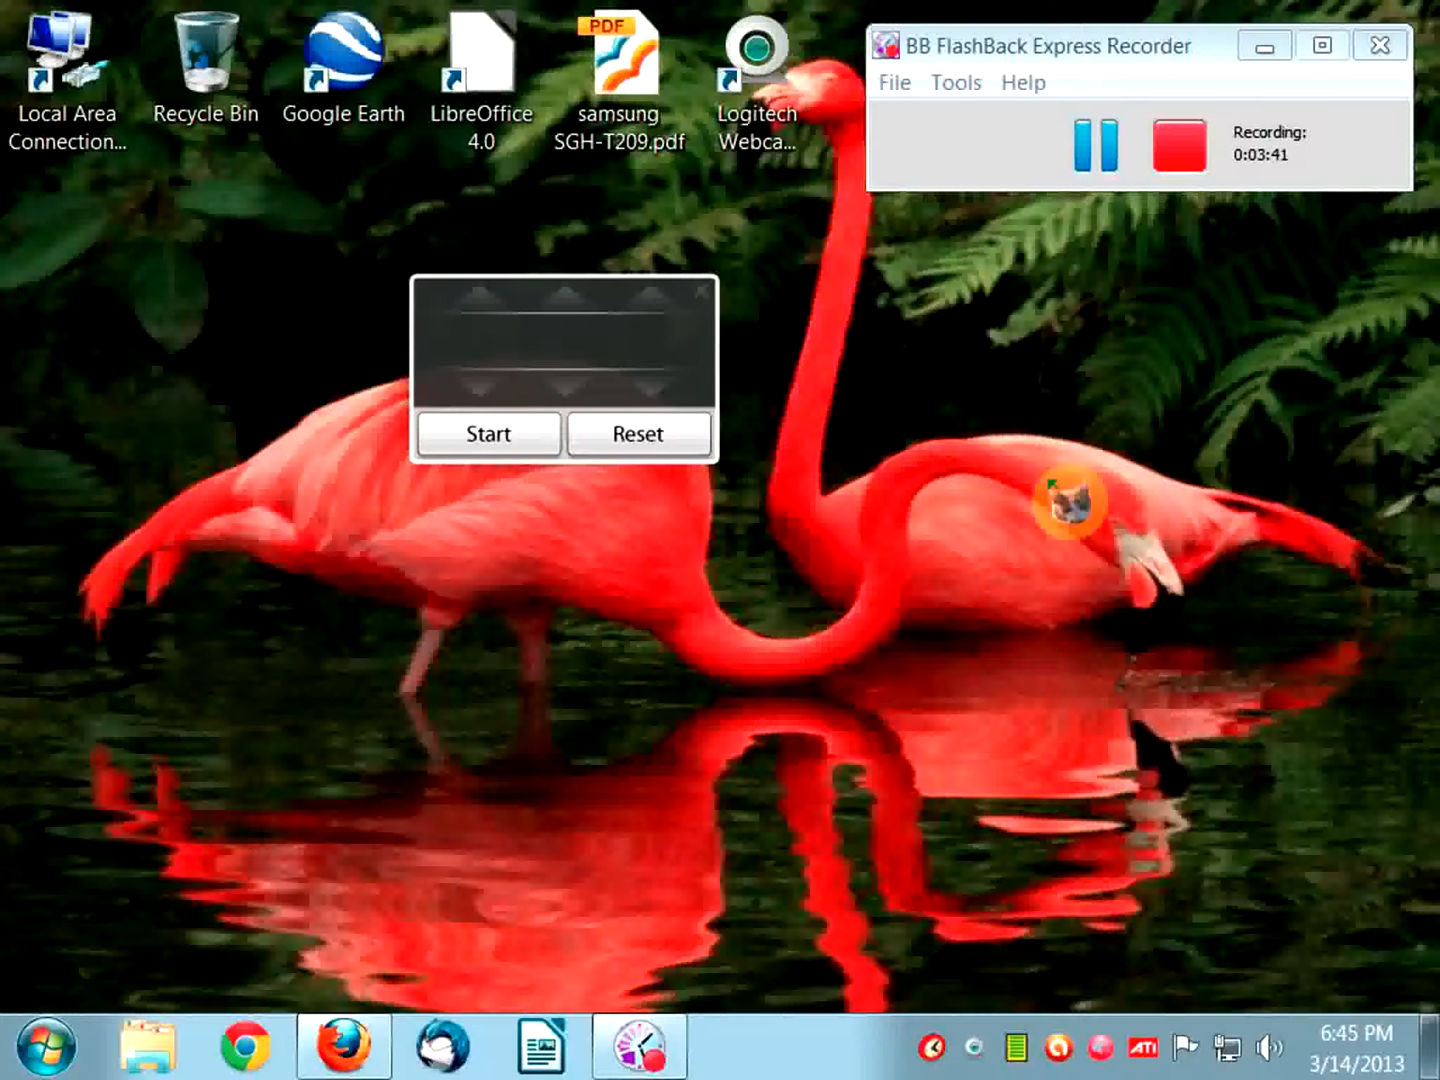 Local Area
Connection...
Recycle Bin
Google Earth
LibreOffice
4.0
PDF
samsung
SGH-T209.pdf
Logitech
Webca...
BB FlashBack Express Recorder
File Tools Help
Recording:
0:03:41
Start Reset
ATI
6:45 PM
3/14/2013